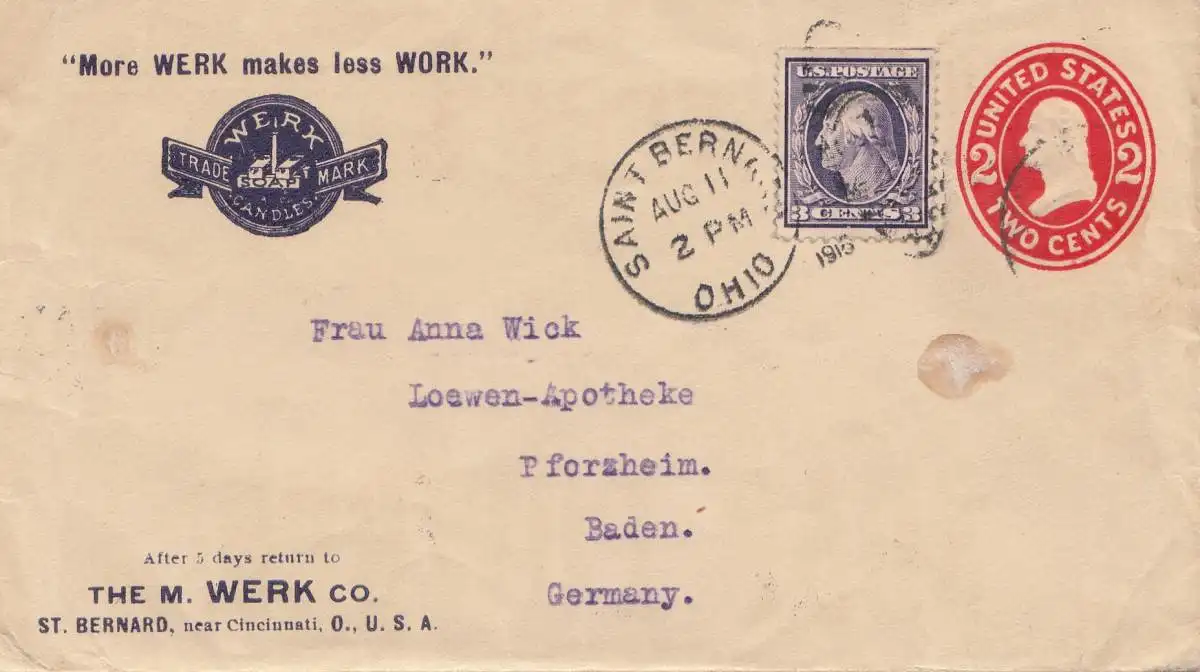 "More WERK makes less WORK."
WERK
TRADE MARK
SOAP
CANDLES
SAINT BERNARD
AUG 11
2 PM
OHIO
U.S. POSTAGE
3 CENTS 3
UNITED STATES
2 2
TWO CENTS
Frau Anna Wick
Loewen-Apotheke
Pforzheim.
Baden.
Germany.
After 5 days return to
THE M. WERK CO.
ST. BERNARD, near Cincinnati, O., U. S. A.